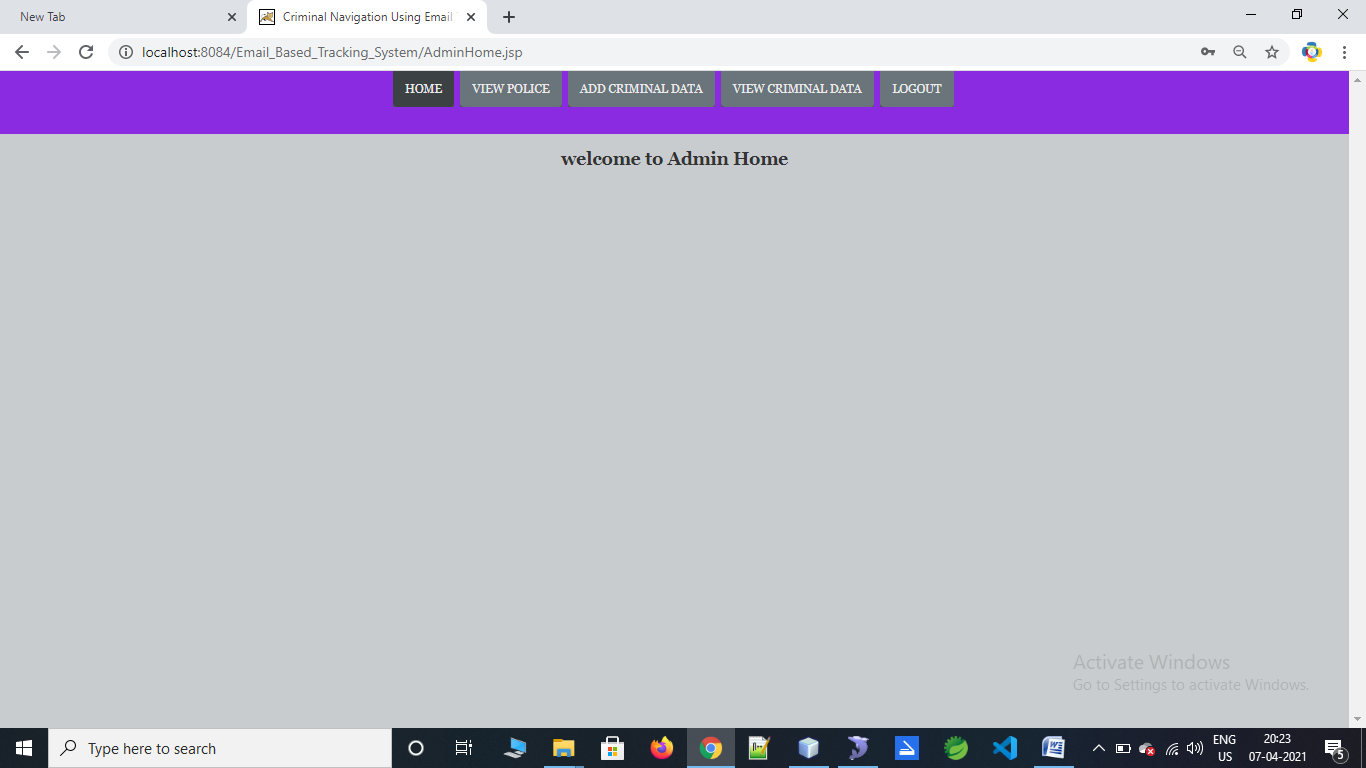 New Tab
Criminal Navigation Using Email
localhost:8084/Email_Based_Tracking_System/AdminHome.jsp
HOME VIEW POLICE ADD CRIMINAL DATA VIEW CRIMINAL DATA LOGOUT
welcome to Admin Home
Activate Windows
Go to Settings to activate Windows.
Type here to search
ENG
US
20:23
07-04-2021
5